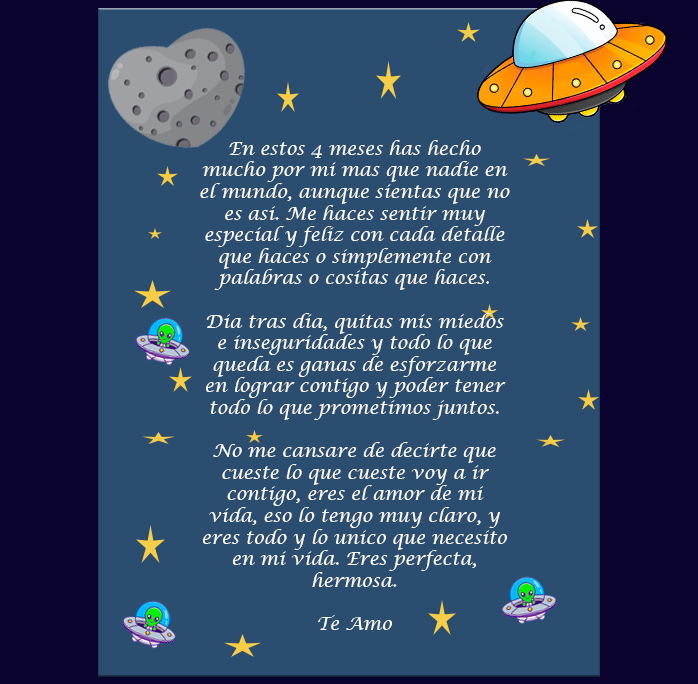 En estos 4 meses has hecho
mucho por mi mas que nadie en
el mundo, aunque sientas que no
es asi. Me haces sentir muy
especial y feliz con cada detalle
que haces o simplemente con
palabras o cositas que haces.
Dia tras dia, quitas mis miedos
e inseguridades y todo lo que
queda es ganas de esforzarme
en lograr contigo y poder tener
todo lo que prometimos juntos.
No me cansare de decirte que
cueste lo que cueste voy a ir
contigo, eres el amor de mi
vida, eso lo tengo muy claro, y
eres todo y lo unico que necesito
en mi vida. Eres perfecta,
hermosa.
Te Amo